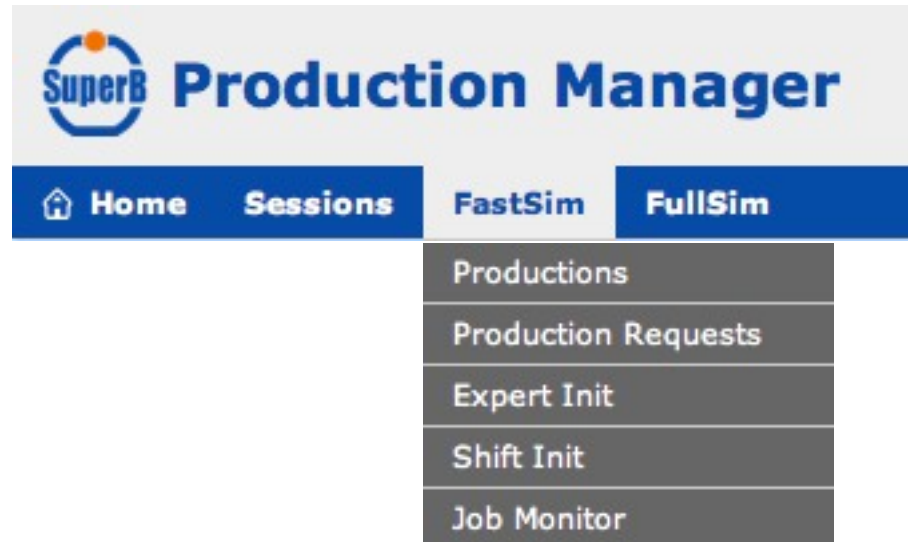 SuperB Production Manager
Home Sessions FastSim FullSim
Productions
Production Requests
Expert Init
Shift Init
Job Monitor